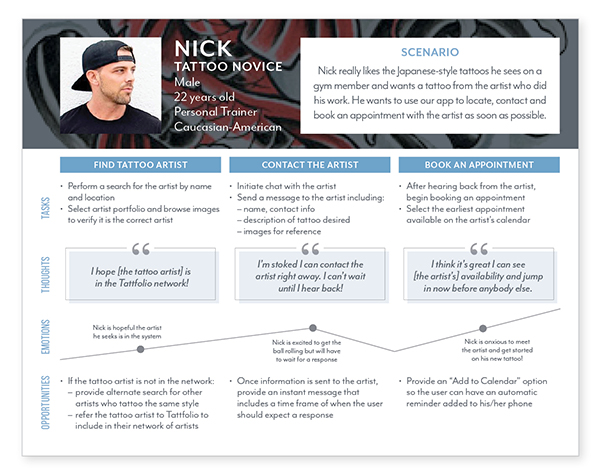 NICK
TATTOO NOVICE
Male
22 years old
Personal Trainer
Caucasian-American
SCENARIO
Nick really likes the Japanese-style tattoos he sees on a
gym member and wants a tattoo from the artist who did
his work. He wants to use our app to locate, contact and
book an appointment with the artist as soon as possible.
FIND TATTOO ARTIST
CONTACT THE ARTIST
BOOK AN APPOINTMENT
TASKS
• Perform a search for the artist by name
and location
• Select artist portfolio and browse images
to verify it is the correct artist
• Initiate chat with the artist
• Send a message to the artist including:
– name, contact info
– description of tattoo desired
– images for reference
• After hearing back from the artist,
begin booking an appointment
• Select the earliest appointment
available on the artist's calendar
THOUGHTS
“
I hope [the tattoo artist] is
in the Tattfolio network!
“
I'm stoked I can contact the
artist right away. I can't wait
until I hear back!
“
I think it's great I can see
[the artist's] availability and jump
in now before anybody else.
EMOTIONS
Nick is hopeful the artist
he seeks is in the system
Nick is excited to get the
ball rolling but will have
to wait for a response
Nick is anxious to meet
the artist and get started
on his new tattoo!
OPPORTUNITIES
• If the tattoo artist is not in the network:
– provide alternate search for other
artists who tattoo the same style
– refer the tattoo artist to Tattfolio to
include in their network of artists
• Once information is sent to the artist,
provide an instant message that
includes a time frame of when the user
should expect a response
• Provide an “Add to Calendar” option
so the user can have an automatic
reminder added to his/her phone